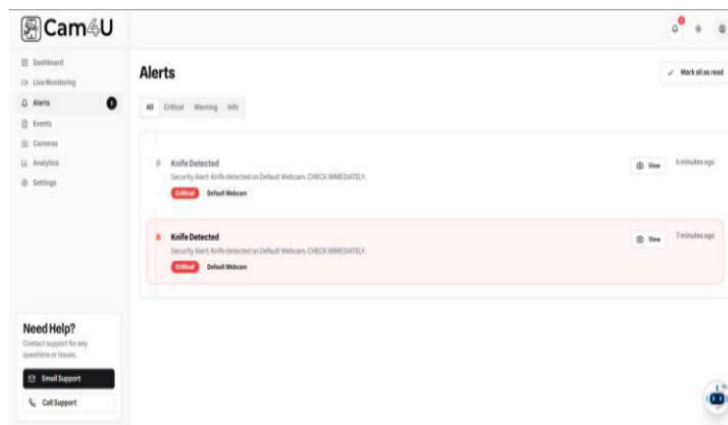 Cam4U
Dashboard
Live Monitoring
Alerts
Events
Cameras
Analytics
Settings
Alerts
Mark all as read
All Critical Warning Info
Knife Detected
Security Alert: Knife detected on Default Webcam. CHECK IMMEDIATELY.
Critical Default Webcam
View
6 minutes ago
Knife Detected
Security Alert: Knife detected on Default Webcam. CHECK IMMEDIATELY.
Critical Default Webcam
View
7 minutes ago
Need Help?
Contact support for any
questions or issues.
Email Support
Call Support